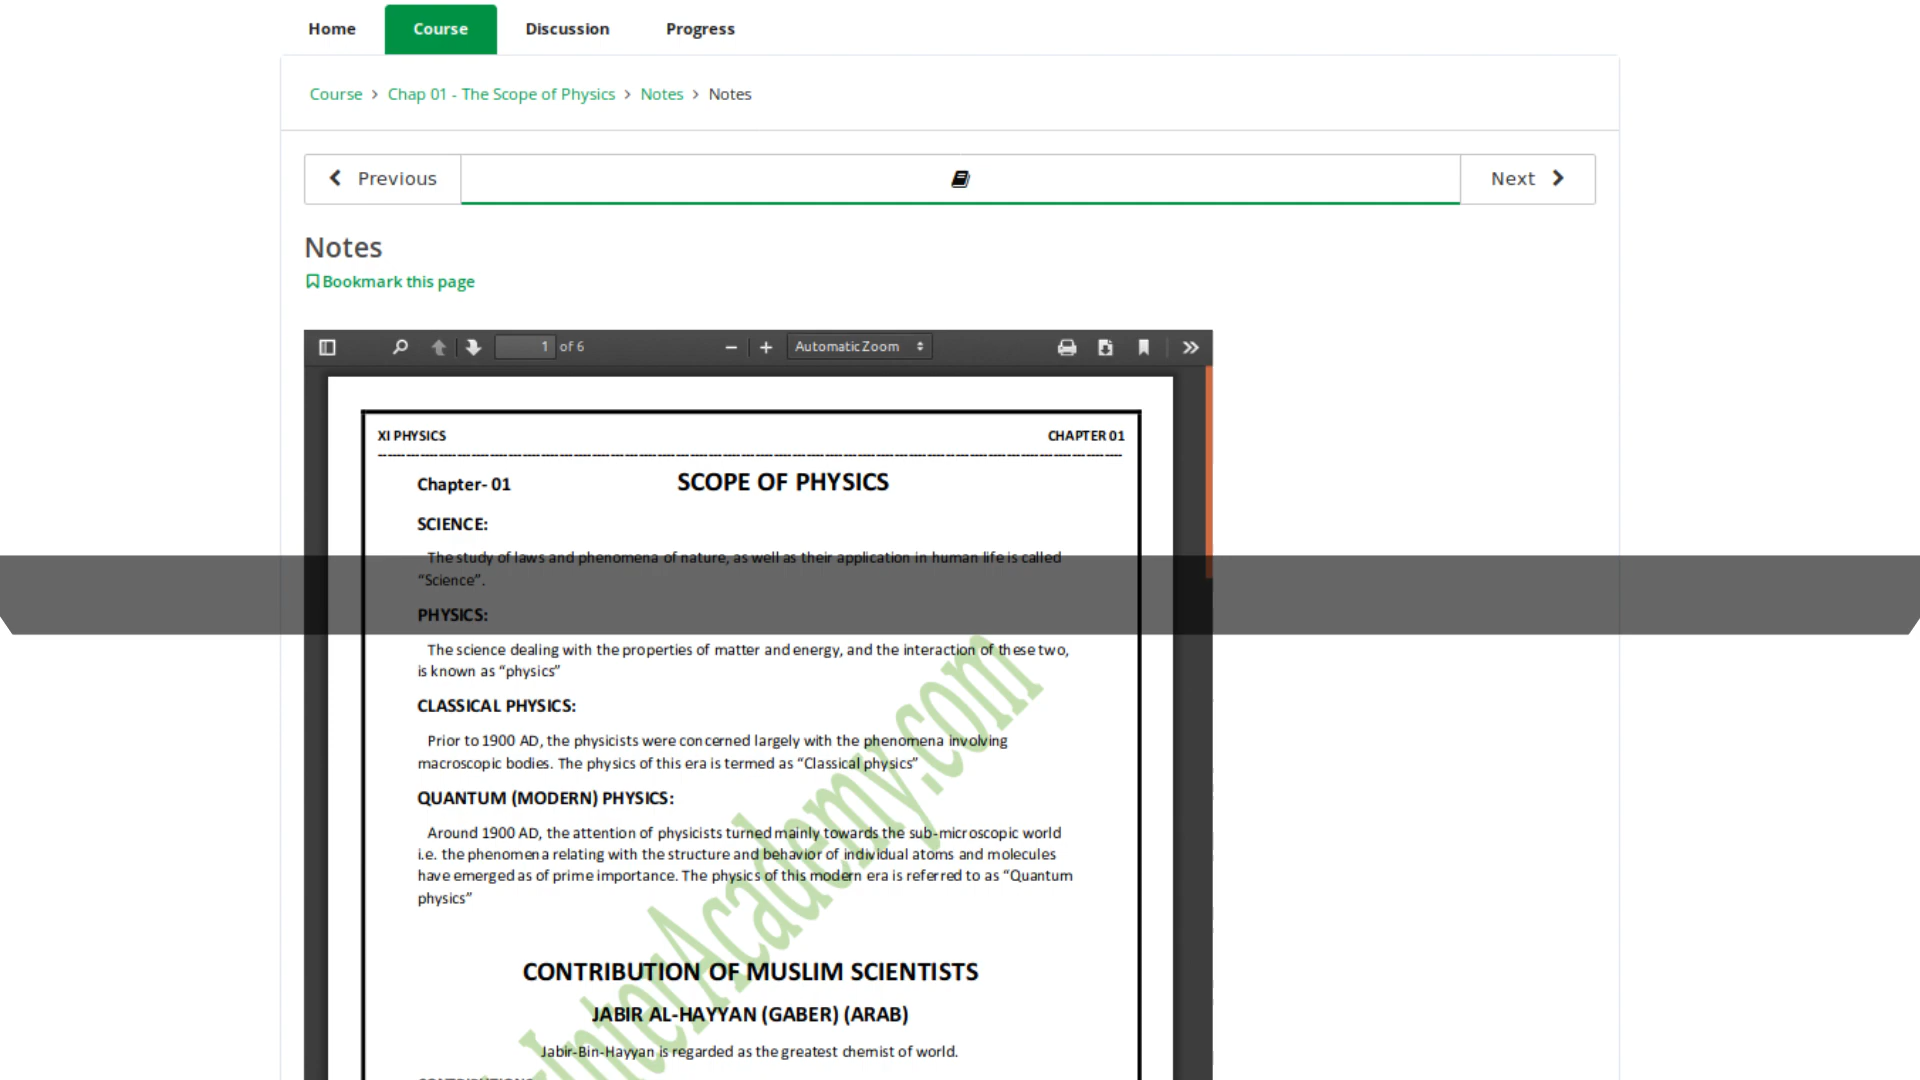 Home Course Discussion Progress
Course > Chap 01 - The Scope of Physics > Notes > Notes
Previous Next
Notes
Bookmark this page
1 of 6 Automatic Zoom
XI PHYSICS CHAPTER 01
Chapter- 01 SCOPE OF PHYSICS
SCIENCE:
The study of laws and phenomena of nature, as well as their application in human life is called
“Science”.
PHYSICS:
The science dealing with the properties of matter and energy, and the interaction of these two,
is known as “physics”
CLASSICAL PHYSICS:
Prior to 1900 AD, the physicists were concerned largely with the phenomena involving
macroscopic bodies. The physics of this era is termed as “Classical physics”
QUANTUM (MODERN) PHYSICS:
Around 1900 AD, the attention of physicists turned mainly towards the sub-microscopic world
i.e. the phenomena relating with the structure and behavior of individual atoms and molecules
have emerged as of prime importance. The physics of this modern era is referred to as “Quantum
physics”
CONTRIBUTION OF MUSLIM SCIENTISTS
JABIR AL-HAYYAN (GABER) (ARAB)
Jabir-Bin-Hayyan is regarded as the greatest chemist of world.
InterAcademy.com